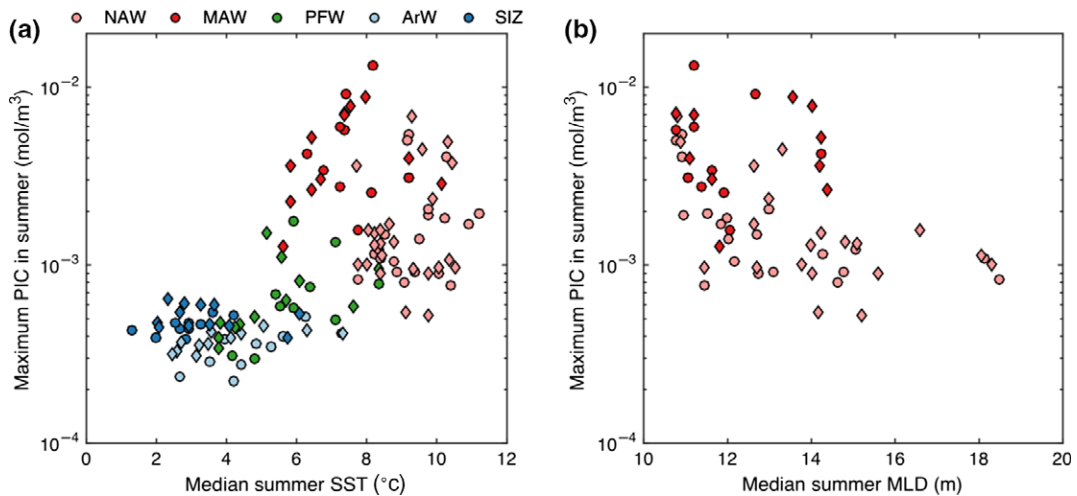 NAW MAW PFW ArW SIZ
(a)
Maximum PIC in summer (mol/m³)
10⁻²
10⁻³
10⁻⁴
0 2 4 6 8 10 12
Median summer SST (°c)
(b)
Maximum PIC in summer (mol/m³)
10⁻²
10⁻³
10⁻⁴
10 12 14 16 18 20
Median summer MLD (m)